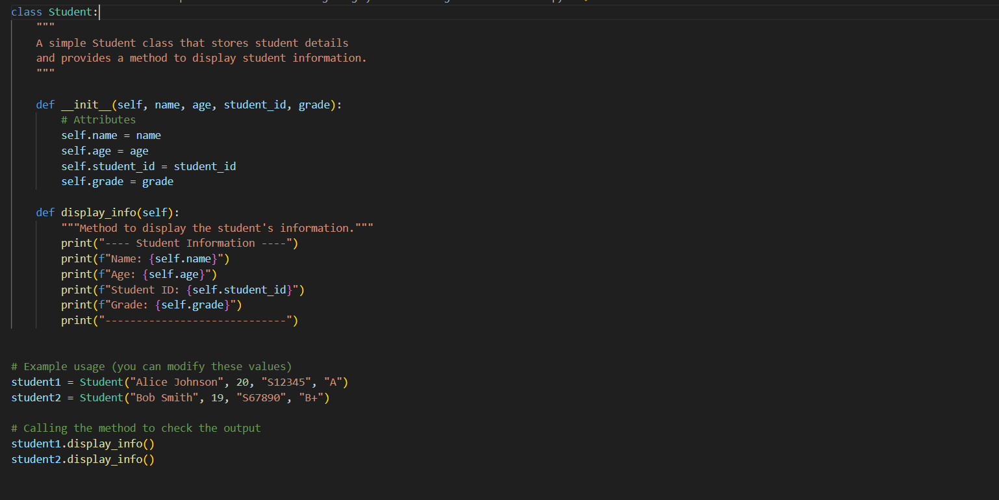 class Student:
    """
    A simple Student class that stores student details
    and provides a method to display student information.
    """

    def __init__(self, name, age, student_id, grade):
        # Attributes
        self.name = name
        self.age = age
        self.student_id = student_id
        self.grade = grade

    def display_info(self):
        """Method to display the student's information."""
        print("---- Student Information ----")
        print(f"Name: {self.name}")
        print(f"Age: {self.age}")
        print(f"Student ID: {self.student_id}")
        print(f"Grade: {self.grade}")
        print("-----------------------------")


# Example usage (you can modify these values)
student1 = Student("Alice Johnson", 20, "S12345", "A")
student2 = Student("Bob Smith", 19, "S67890", "B+")

# Calling the method to check the output
student1.display_info()
student2.display_info()